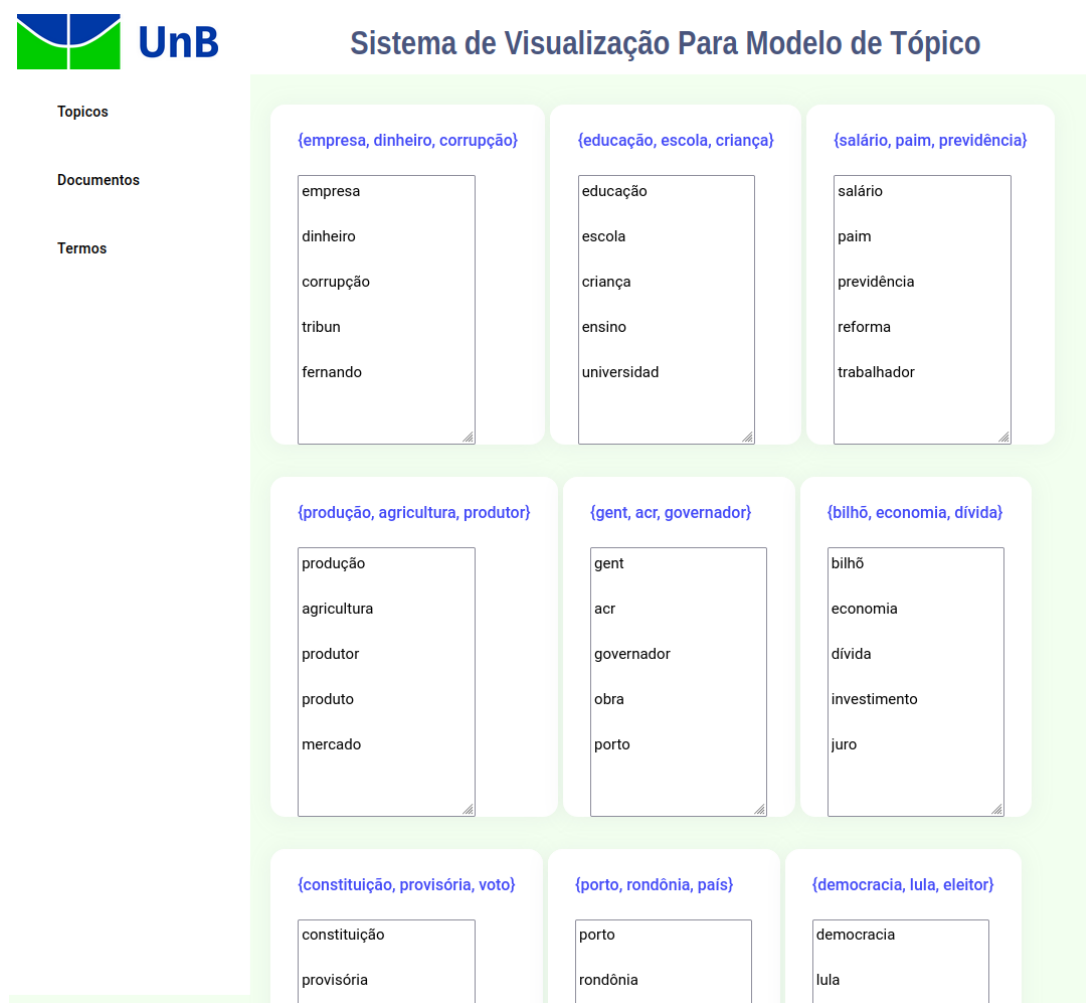 UnB
Sistema de Visualização Para Modelo de Tópico
Topicos
Documentos
Termos
{empresa, dinheiro, corrupção}
empresa
dinheiro
corrupção
tribun
fernando
{educação, escola, criança}
educação
escola
criança
ensino
universidad
{salário, paim, previdência}
salário
paim
previdência
reforma
trabalhador
{produção, agricultura, produtor}
produção
agricultura
produtor
produto
mercado
{gent, acr, governador}
gent
acr
governador
obra
porto
{bilhõ, economia, dívida}
bilhõ
economia
dívida
investimento
juro
{constituição, provisória, voto}
constituição
provisória
{porto, rondônia, país}
porto
rondônia
{democracia, lula, eleitor}
democracia
lula